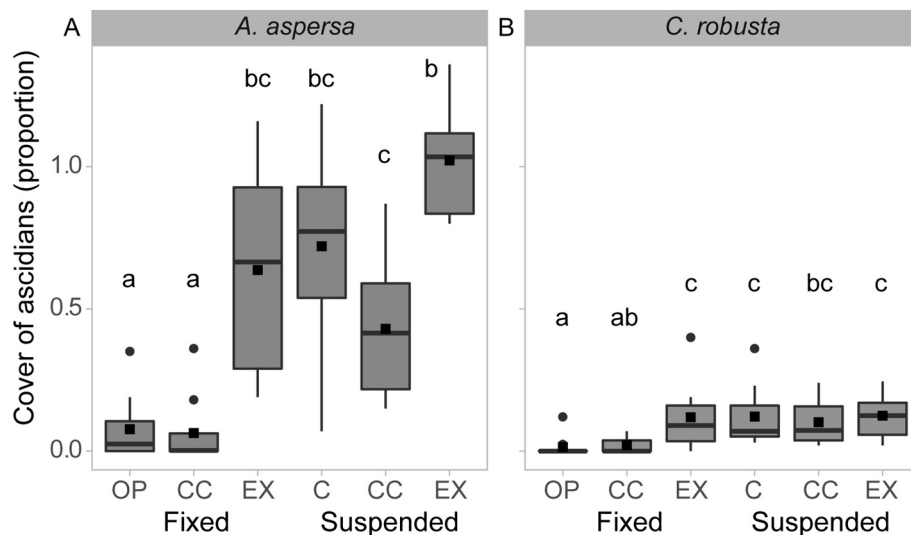 A
A. aspersa
B
C. robusta
Cover of ascidians (proportion)
1.0
0.5
0.0
a
a
bc
bc
c
b
a
ab
c
c
bc
c
OP CC EX C CC EX
Fixed Suspended
OP CC EX C CC EX
Fixed Suspended